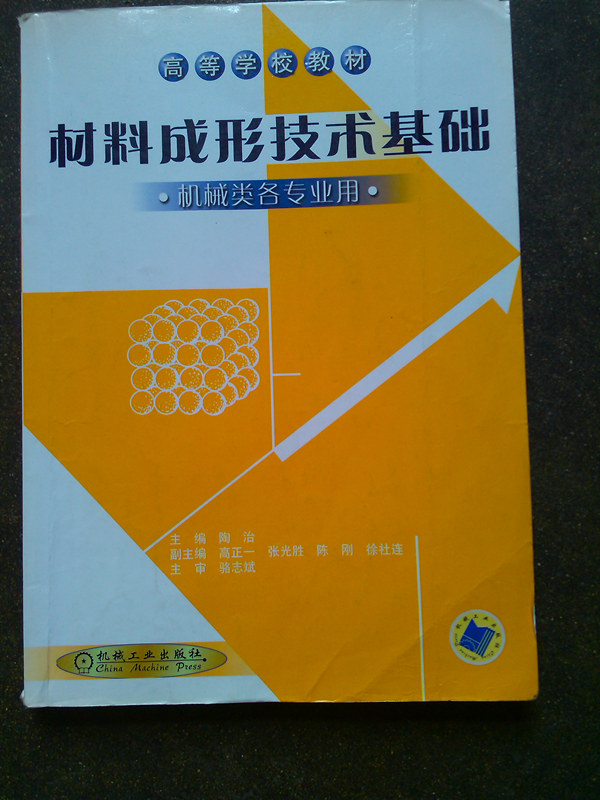 高等学校教材
材料成形技术基础
·机械类各专业用·
主 编 陶 治
副主编 高正一 张光胜 陈 刚 徐社连
主 审 骆志斌
机械工业出版社
China Machine Press